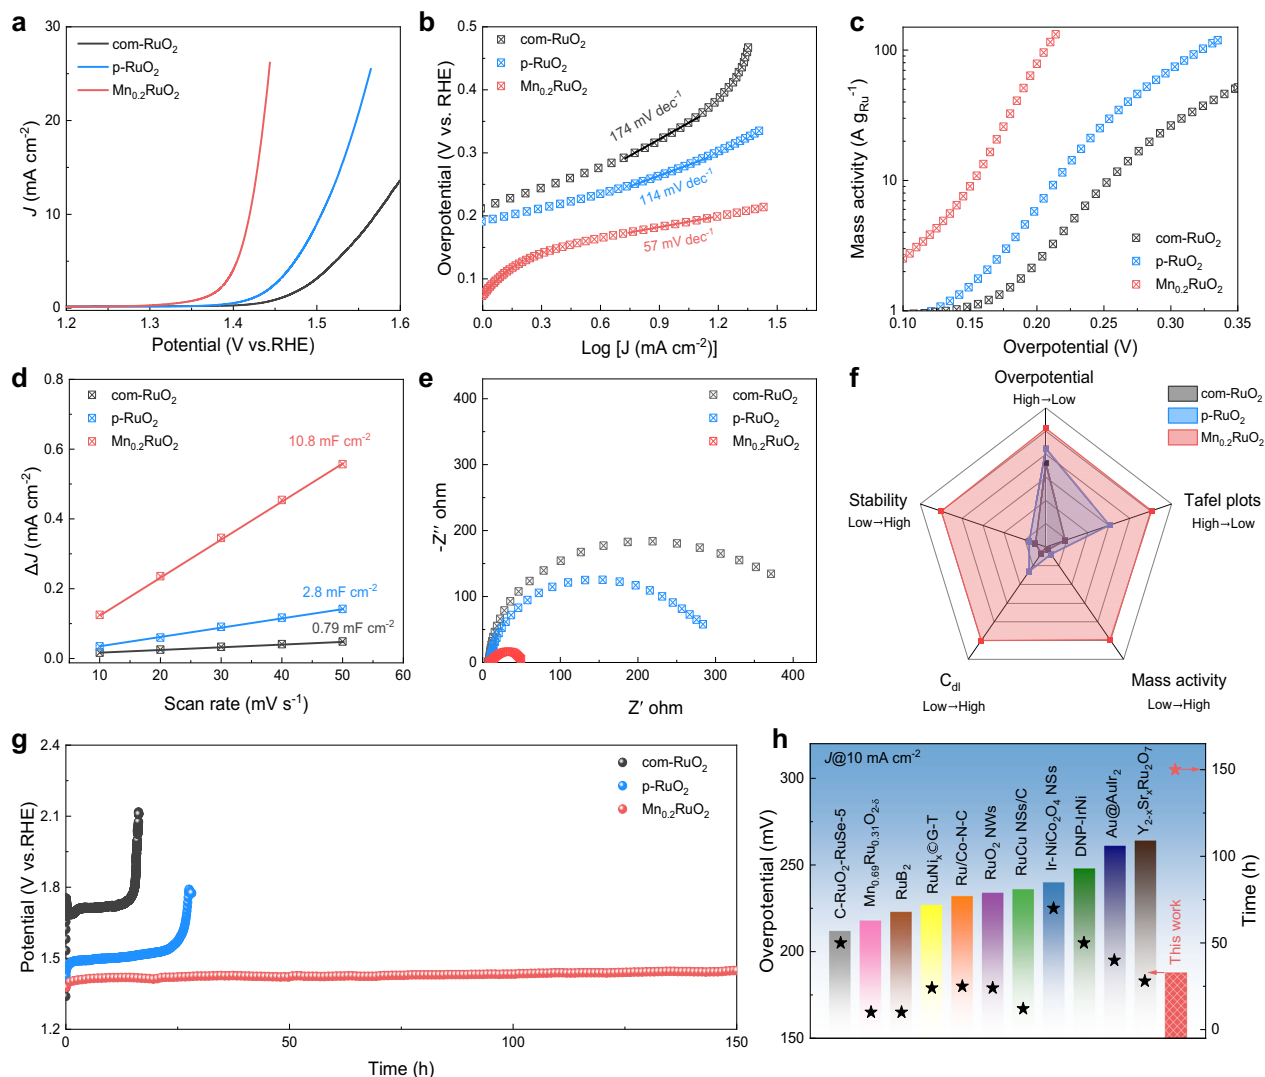 a
30
20
10
0
J (mA cm-2)
com-RuO2
p-RuO2
Mn0.2RuO2
1.2
1.3
1.4
1.5
1.6
Potential (V vs.RHE)
b
0.5
0.4
0.3
0.2
0.1
Overpotential (V vs. RHE)
com-RuO2
p-RuO2
Mn0.2RuO2
174 mV dec-1
114 mV dec-1
57 mV dec-1
0.0
0.3
0.6
0.9
1.2
1.5
Log [J (mA cm-2)]
c
100
10
1
Mass activity (A gRu-1)
com-RuO2
p-RuO2
Mn0.2RuO2
0.10
0.15
0.20
0.25
0.30
0.35
Overpotential (V)
d
0.8
0.6
0.4
0.2
0.0
ΔJ (mA cm-2)
com-RuO2
p-RuO2
Mn0.2RuO2
10.8 mF cm-2
2.8 mF cm-2
0.79 mF cm-2
0
10
20
30
40
50
60
Scan rate (mV s-1)
e
400
300
200
100
0
-Z′′ ohm
com-RuO2
p-RuO2
Mn0.2RuO2
0
100
200
300
400
Z′ ohm
f
Overpotential
High→Low
com-RuO2
p-RuO2
Mn0.2RuO2
Stability
Low→High
Tafel plots
High→Low
Cdl
Low→High
Mass activity
Low→High
g
2.4
2.1
1.8
1.5
1.2
Potential (V vs.RHE)
com-RuO2
p-RuO2
Mn0.2RuO2
0
50
100
150
Time (h)
h
J@10 mA cm-2
300
250
200
150
Overpotential (mV)
C-RuO2-RuSe-5
Mn0.69Ru0.31O2-δ
RuB2
RuNix©G-T
Ru/Co-N-C
RuO2 NWs
RuCu NSs/C
Ir-NiCo2O4 NSs
DNP-IrNi
Au@AuIr2
Y2-xSrxRu2O7
This work
150
100
50
0
Time (h)